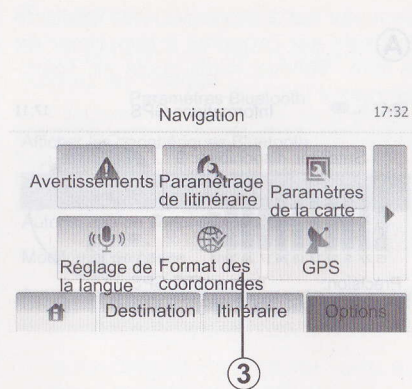 Navigation
17:32
Avertissements
Paramétrage
de litinéraire
Paramètres
de la carte
Réglage de
la langue
Format des
coordonnées
GPS
Destination
Itinéraire
Options
3